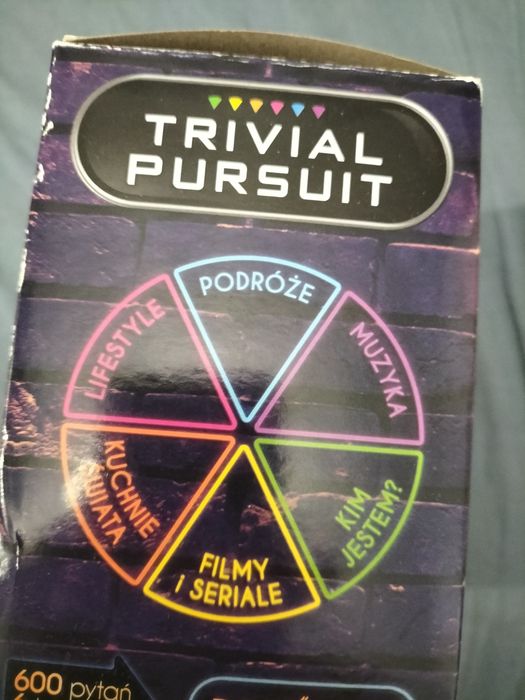 TRIVIAL
PURSUIT
PODRÓŻE
LIFESTYLE
MUZYKA
KUCHNIE
ŚWIATA
KIM
JESTEM?
FILMY
I SERIALE
600 pytań